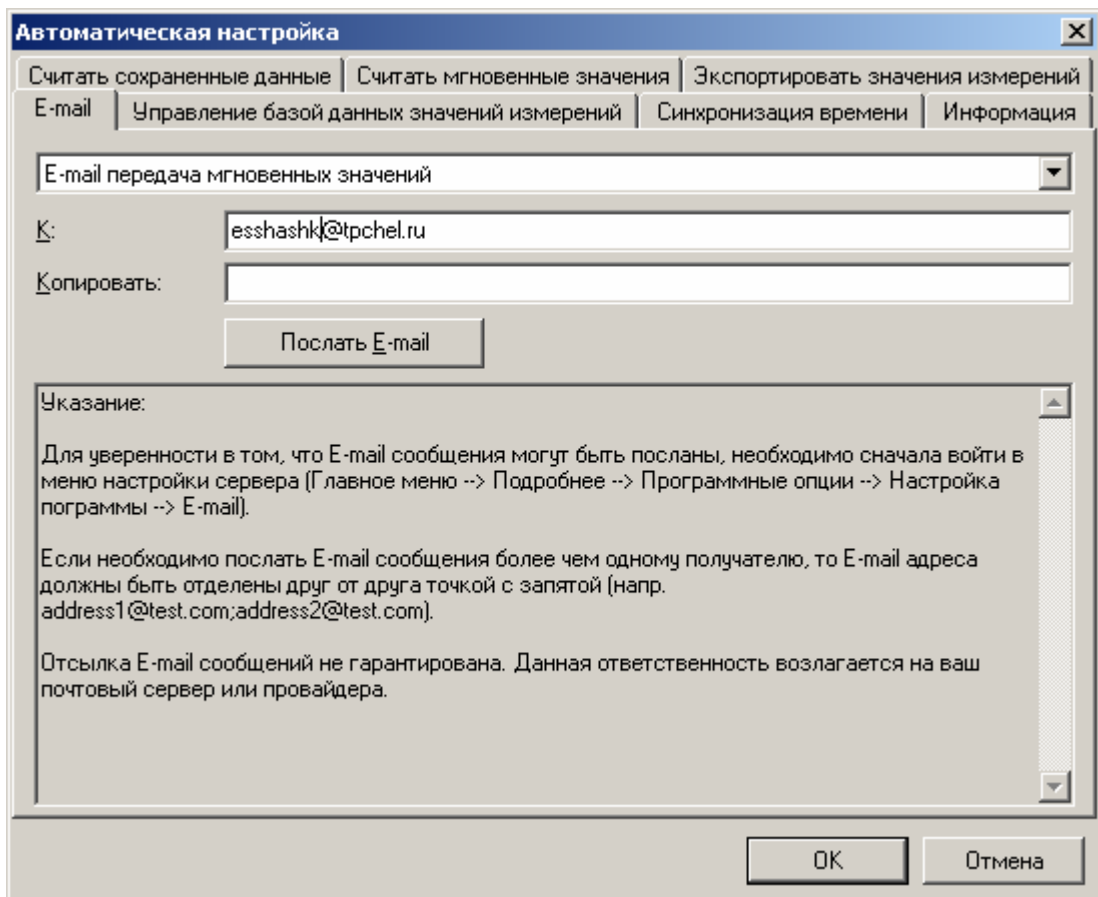 Автоматическая настройка
Считать сохраненные данные Считать мгновенные значения Экспортировать значения измерений
E-mail Управление базой данных значений измерений Синхронизация времени Информация
E-mail передача мгновенных значений
К: esshashk@tpchel.ru
Копировать:
Послать E-mail
Указание:
Для уверенности в том, что E-mail сообщения могут быть посланы, необходимо сначала войти в
меню настройки сервера (Главное меню --> Подробнее --> Программные опции --> Настройка
пограммы --> E-mail).
Если необходимо послать E-mail сообщения более чем одному получателю, то E-mail адреса
должны быть отделены друг от друга точкой с запятой (напр.
address1@test.com;address2@test.com).
Отсылка E-mail сообщений не гарантирована. Данная ответственность возлагается на ваш
почтовый сервер или провайдера.
OK Отмена